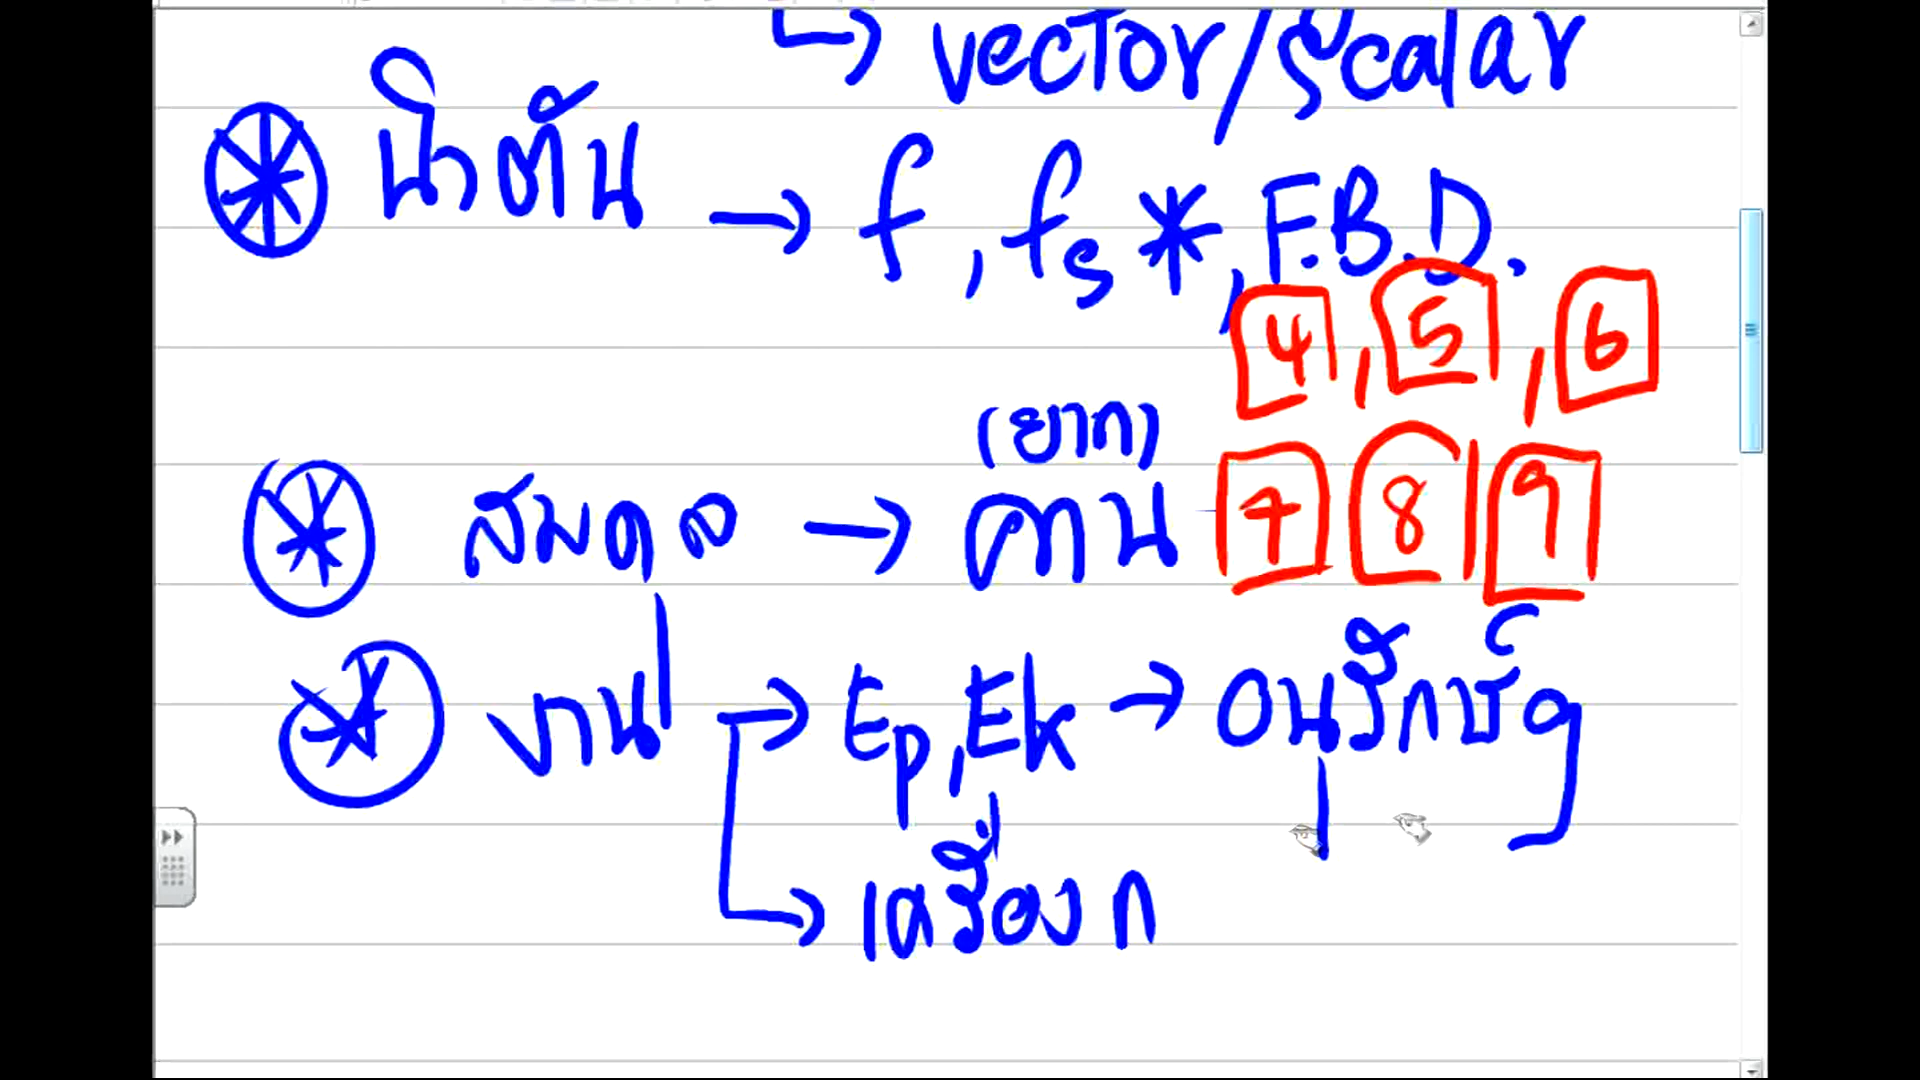 ↳ vector/scalar
นิวตัน → f, fs *, F.B.D.
4, 5, 6
(ยาก)
สมดุล → คาน 7 8 9
งาน → Ep, Ek → อนุรักษ์
↳ เครื่องก